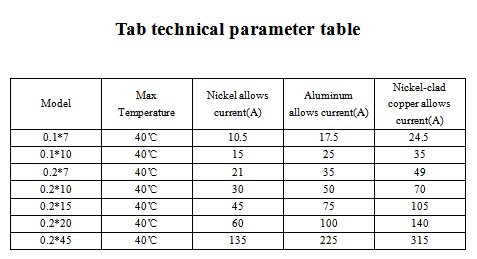 Tab technical parameter table
Model Max Temperature Nickel allows current(A) Aluminum allows current(A) Nickel-clad copper allows current(A)
0.1*7 40℃ 10.5 17.5 24.5
0.1*10 40℃ 15 25 35
0.2*7 40℃ 21 35 49
0.2*10 40℃ 30 50 70
0.2*15 40℃ 45 75 105
0.2*20 40℃ 60 100 140
0.2*45 40℃ 135 225 315